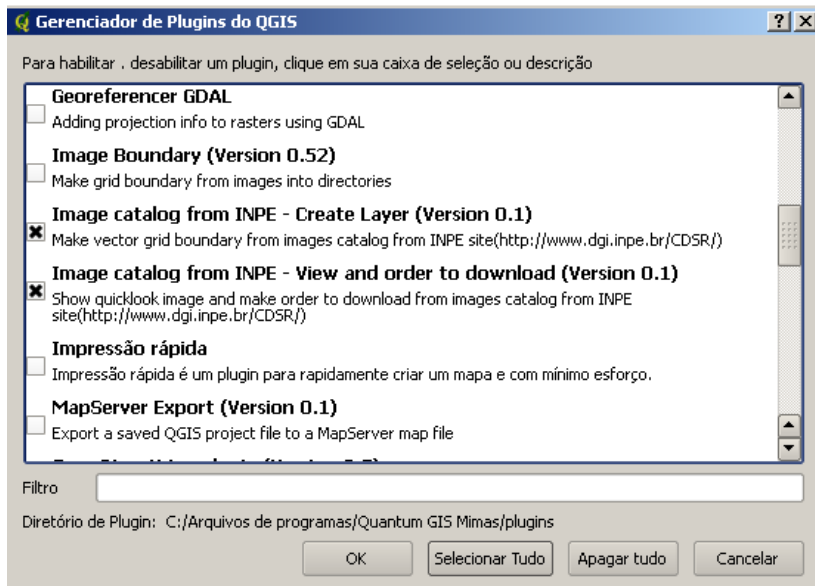 Gerenciador de Plugins do QGIS
Para habilitar . desabilitar um plugin, clique em sua caixa de seleção ou descrição
Georeferencer GDAL
Adding projection info to rasters using GDAL
Image Boundary (Version 0.52)
Make grid boundary from images into directories
Image catalog from INPE - Create Layer (Version 0.1)
Make vector grid boundary from images catalog from INPE site(http://www.dgi.inpe.br/CDSR/)
Image catalog from INPE - View and order to download (Version 0.1)
Show quicklook image and make order to download from images catalog from INPE
site(http://www.dgi.inpe.br/CDSR/)
Impressão rápida
Impressão rápida é um plugin para rapidamente criar um mapa e com mínimo esforço.
MapServer Export (Version 0.1)
Export a saved QGIS project file to a MapServer map file
Filtro
Diretório de Plugin: C:/Arquivos de programas/Quantum GIS Mimas/plugins
OK Selecionar Tudo Apagar tudo Cancelar